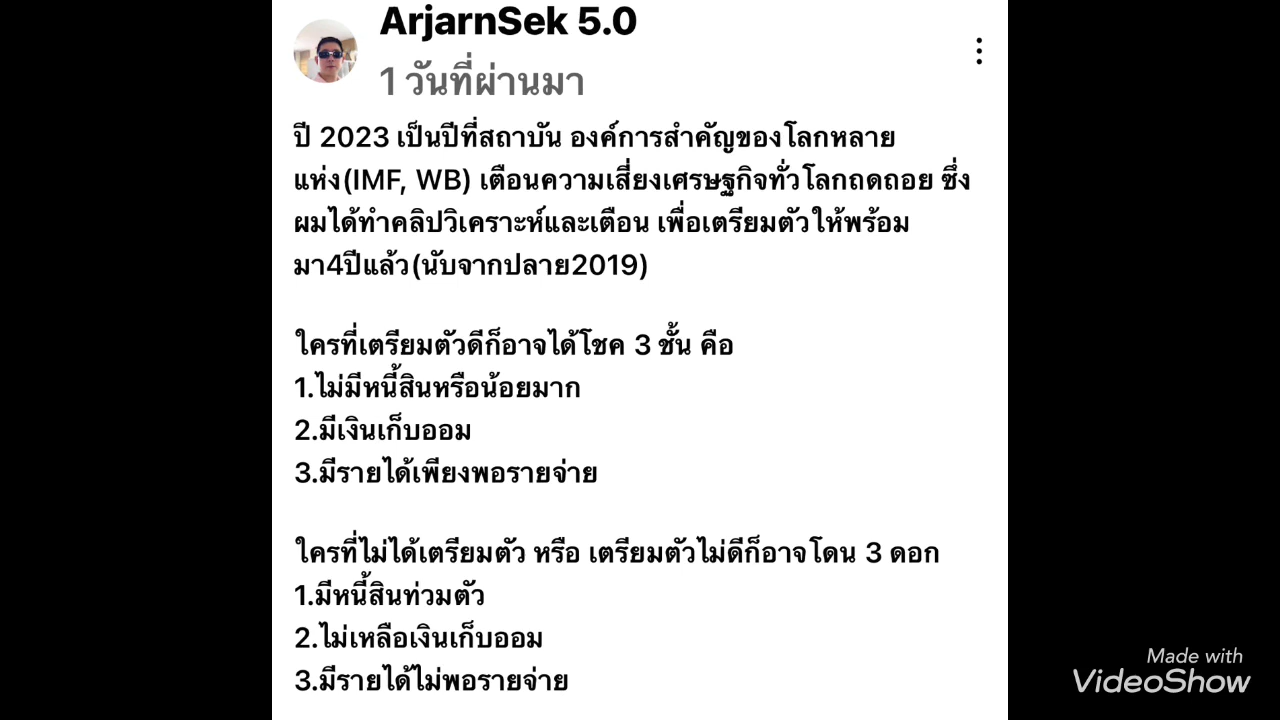 ArjarnSek 5.0
1 วันที่ผ่านมา
ปี 2023 เป็นปีที่สถาบัน องค์การสำคัญของโลกหลาย
แห่ง(IMF, WB) เตือนความเสี่ยงเศรษฐกิจทั่วโลกถดถอย ซึ่ง
ผมได้ทำคลิปวิเคราะห์และเตือน เพื่อเตรียมตัวให้พร้อม
มา4ปีแล้ว(นับจากปลาย2019)
ใครที่เตรียมตัวดีก็อาจได้โชค 3 ชั้น คือ
1.ไม่มีหนี้สินหรือน้อยมาก
2.มีเงินเก็บออม
3.มีรายได้เพียงพอรายจ่าย
ใครที่ไม่ได้เตรียมตัว หรือ เตรียมตัวไม่ดีก็อาจโดน 3 ดอก
1.มีหนี้สินท่วมตัว
2.ไม่เหลือเงินเก็บออม
3.มีรายได้ไม่พอรายจ่าย
Made with
VideoShow